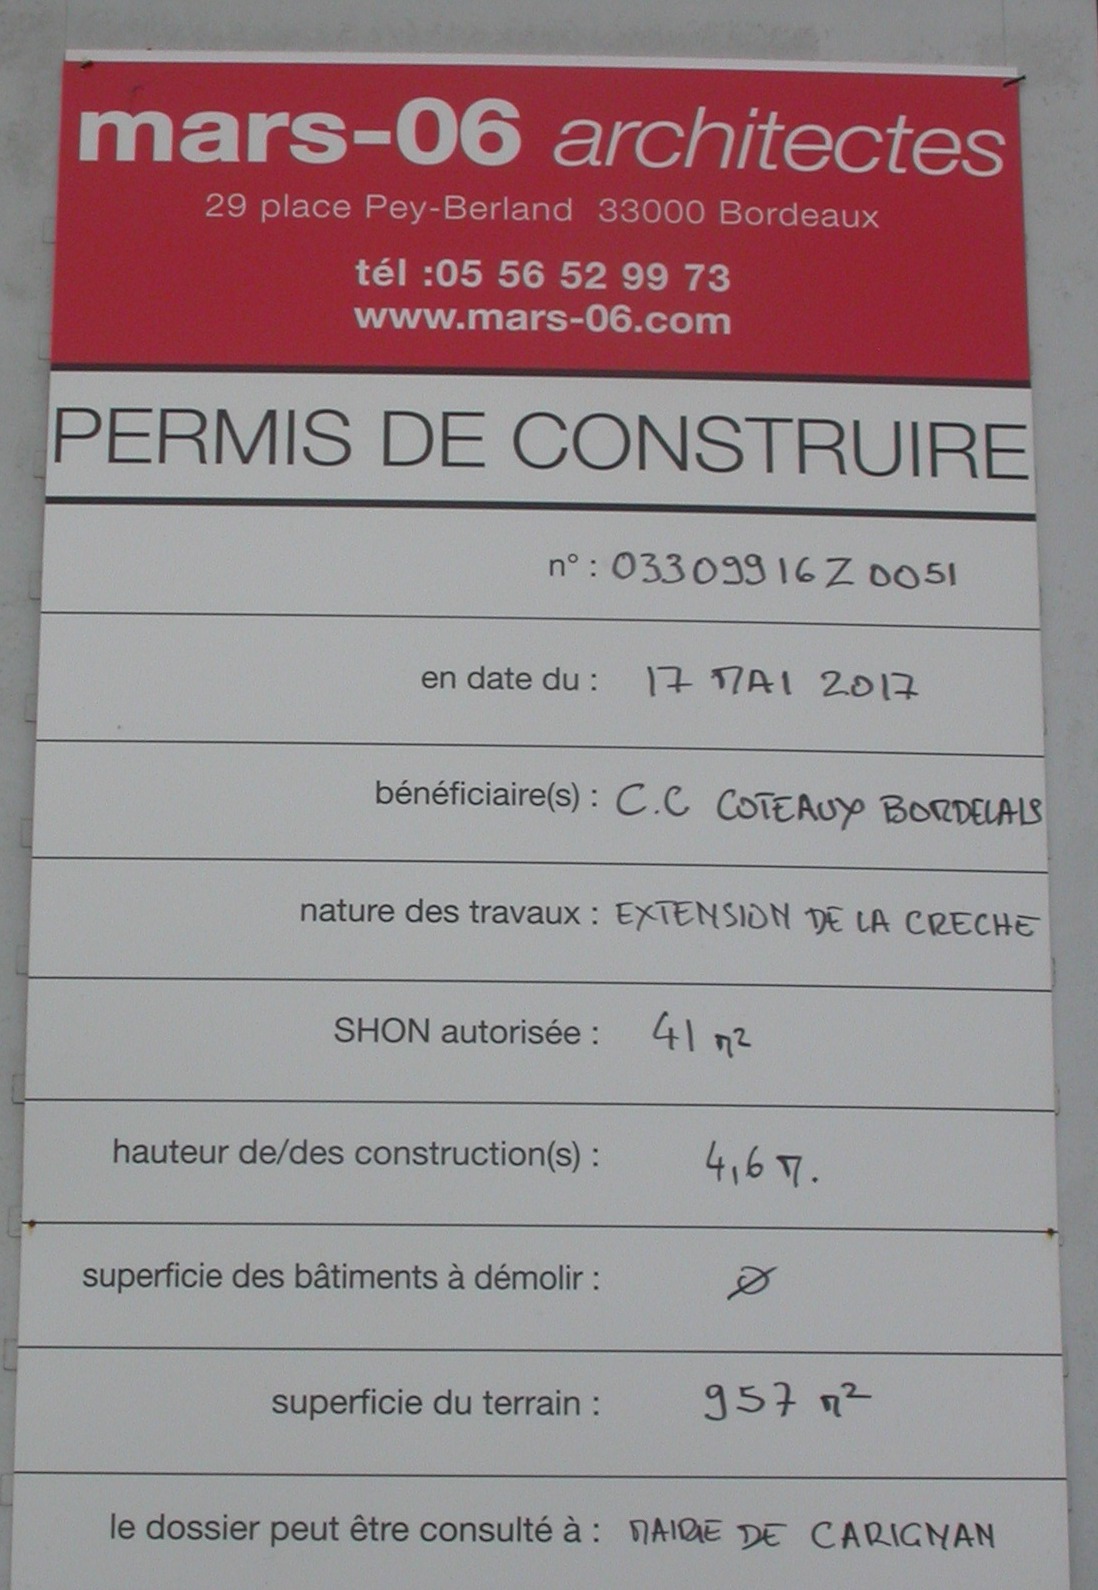 mars-06 architectes
29 place Pey-Berland 33000 Bordeaux
tél :05 56 52 99 73
www.mars-06.com
PERMIS DE CONSTRUIRE
n° : 03309916Z0051
en date du : 17 MAI 2017
bénéficiaire(s) : C.C COTEAUX BORDELAIS
nature des travaux : EXTENSION DE LA CRECHE
SHON autorisée : 41 m²
hauteur de/des construction(s) : 4,6 m.
superficie des bâtiments à démolir : Ø
superficie du terrain : 957 m²
le dossier peut être consulté à : MAIRIE DE CARIGNAN